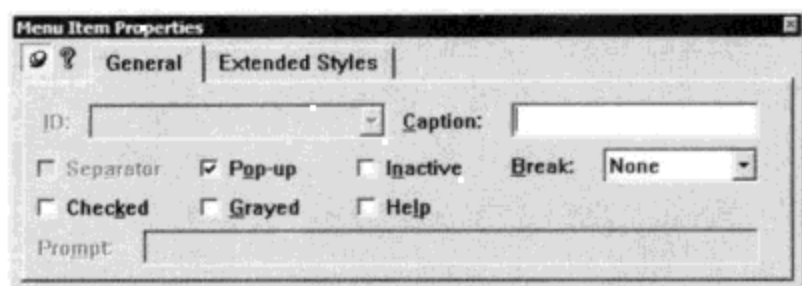 Menu Item Properties
General Extended Styles
ID: Caption:
Separator Pop-up Inactive Break: None
Checked Grayed Help
Prompt: